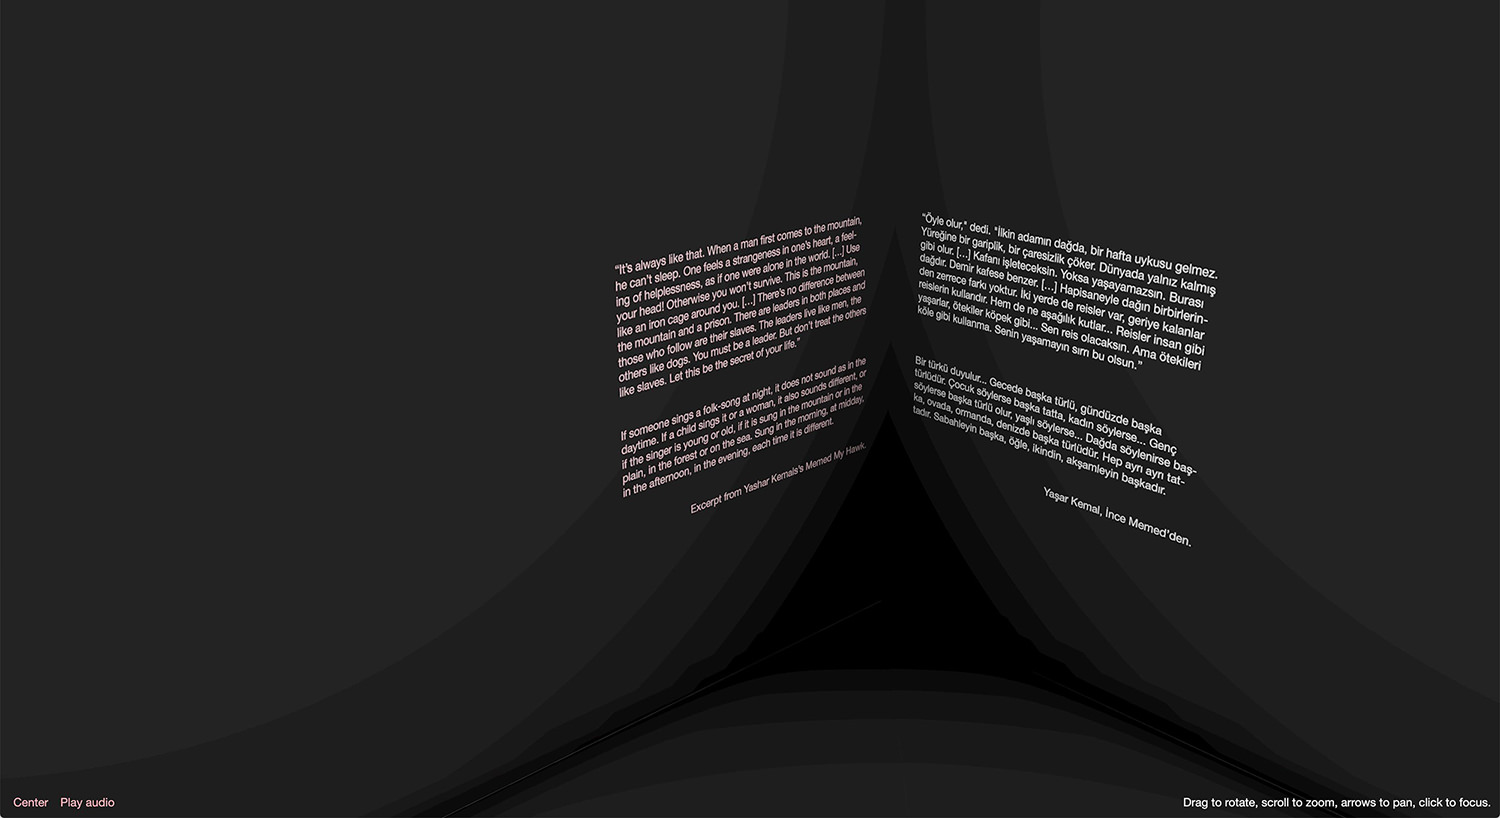 “It’s always like that. When a man first comes to the mountain,
he can’t sleep. One feels a strangeness in one’s heart, a feel-
ing of helplessness, as if one were alone in the world. [...] Use
your head! Otherwise you won’t survive. This is the mountain,
like an iron cage around you. [...] There’s no difference between
the mountain and a prison. There are leaders in both places and
those who follow are their slaves. The leaders live like men, the
others like dogs. You must be a leader. But don’t treat the others
like slaves. Let this be the secret of your life.”
If someone sings a folk-song at night, it does not sound as in the
daytime. If a child sings it or a woman, it also sounds different, or
if the singer is young or old, if it is sung in the mountain or in the
plain, in the forest or on the sea. Sung in the morning, at midday,
in the afternoon, in the evening, each time it is different.
Excerpt from Yashar Kemals’s Memed My Hawk.
“Öyle olur,” dedi. “İlkin adamın dağda, bir hafta uykusu gelmez.
Yüreğine bir gariplik, bir çaresizlik çöker. Dünyada yalnız kalmış
gibi olur. [...] Kafanı işleteceksin. Yoksa yaşayamazsın. Burası
dağdır. Demir kafese benzer. [...] Hapisaneyle dağın birbirlerin-
den zerrece farkı yoktur. İki yerde de reisler var, geriye kalanlar
reislerin kullarıdır. Hem de ne aşağılık kutlar... Reisler insan gibi
yaşarlar, ötekiler köpek gibi... Sen reis olacaksın. Ama ötekileri
köle gibi kullanma. Senin yaşamayın sırrı bu olsun.”
Bir türkü duyulur... Gecede başka türlü, gündüzde başka
türlüdür. Çocuk söylerse başka tatta, kadın söylerse... Genç
söylerse başka türlü olur, yaşlı söylerse... Dağda söylenirse baş-
ka, ovada, ormanda, denizde başka türlüdür. Hep ayrı ayrı tat-
tadır. Sabahleyin başka, öğle, ikindin, akşamleyin başkadır.
Yaşar Kemal, İnce Memed’den.
Center Play audio
Drag to rotate, scroll to zoom, arrows to pan, click to focus.